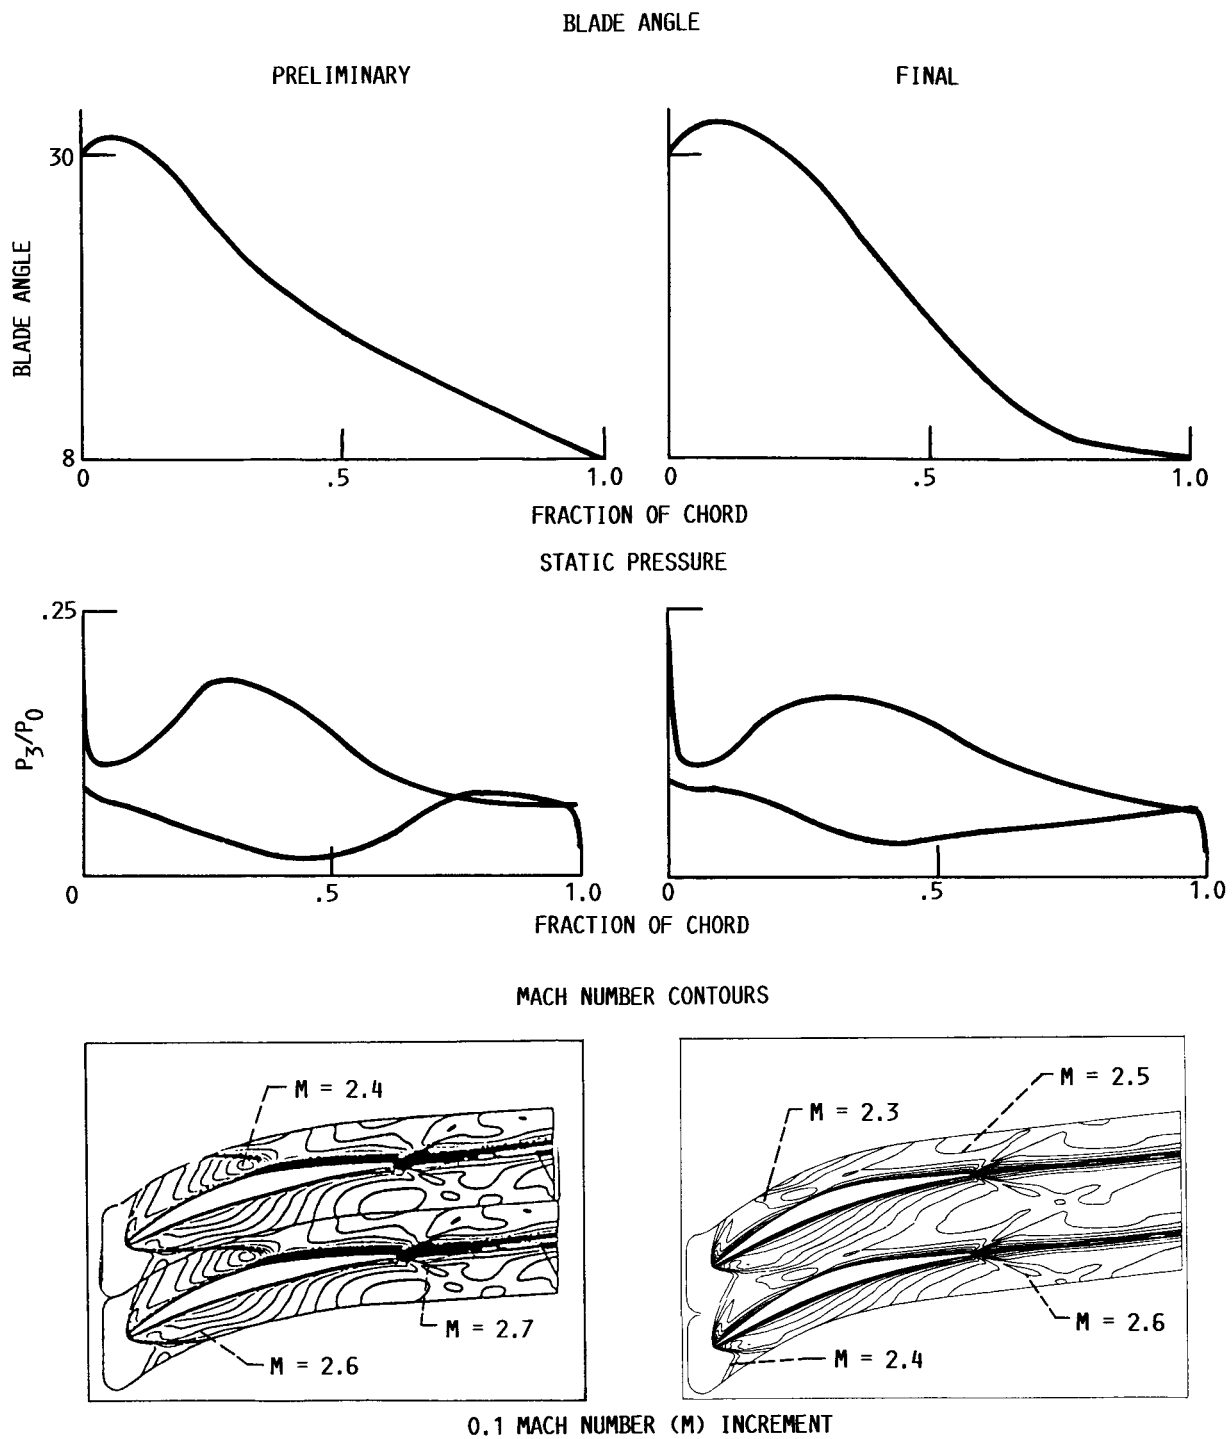 BLADE ANGLE
PRELIMINARY
FINAL
30
BLADE ANGLE
8
0
.5
1.0
0
.5
1.0
FRACTION OF CHORD
STATIC PRESSURE
.25
P3/P0
0
.5
1.0
0
.5
1.0
FRACTION OF CHORD
MACH NUMBER CONTOURS
M = 2.4
M = 2.7
M = 2.6
M = 2.5
M = 2.3
M = 2.6
M = 2.4
0.1 MACH NUMBER (M) INCREMENT